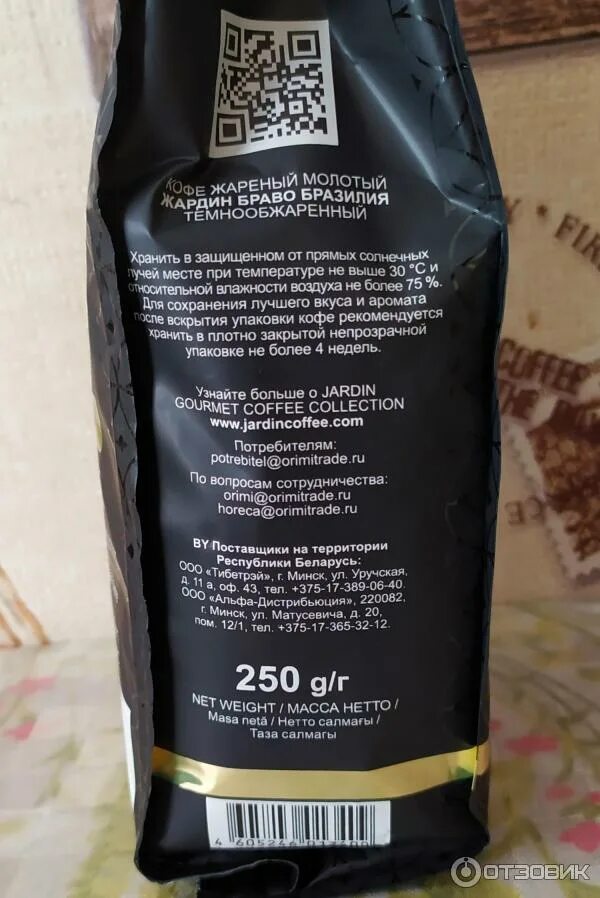 КОФЕ ЖАРЕНЫЙ МОЛОТЫЙ
ЖАРДИН БРАВО БРАЗИЛИЯ
ТЕМНООБЖАРЕННЫЙ
Хранить в защищенном от прямых солнечных
лучей месте при температуре не выше 30 °С и
относительной влажности воздуха не более 75 %.
Для сохранения лучшего вкуса и аромата
после вскрытия упаковки кофе рекомендуется
хранить в плотно закрытой непрозрачной
упаковке не более 4 недель.
Узнайте больше о JARDIN
GOURMET COFFEE COLLECTION
www.jardincoffee.com
Потребителям:
potrebitel@orimitrade.ru
По вопросам сотрудничества:
orimi@orimitrade.ru
horeca@orimitrade.ru
BY Поставщики на территории
Республики Беларусь:
ООО «Тибетрэй», г. Минск, ул. Уручская,
д. 11 а, оф. 43, тел. +375-17-389-06-40.
ООО «Альфа-Дистрибьюция», 220082,
г. Минск, ул. Матусевича, д. 20,
пом. 12/1, тел. +375-17-365-32-12.
250 g/г
NET WEIGHT / МАССА НЕТТО /
Masa netă / Нетто салмағы /
Таза салмагы
4 605246
* FIRE
COFFEE
THE
ОТЗОВИК